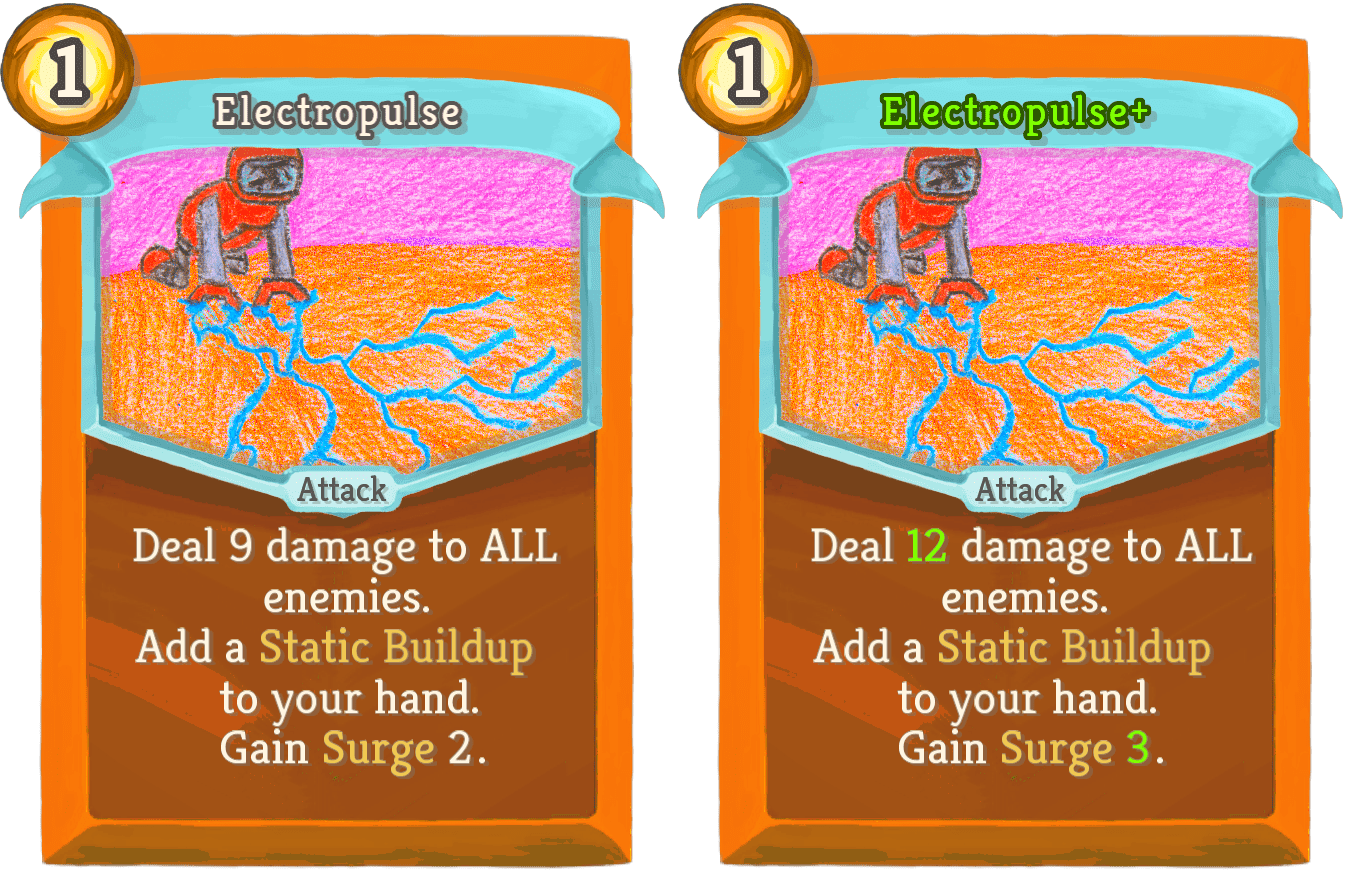 1
Electropulse
Attack
Deal 9 damage to ALL
enemies.
Add a Static Buildup
to your hand.
Gain Surge 2.
1
Electropulse+
Attack
Deal 12 damage to ALL
enemies.
Add a Static Buildup
to your hand.
Gain Surge 3.